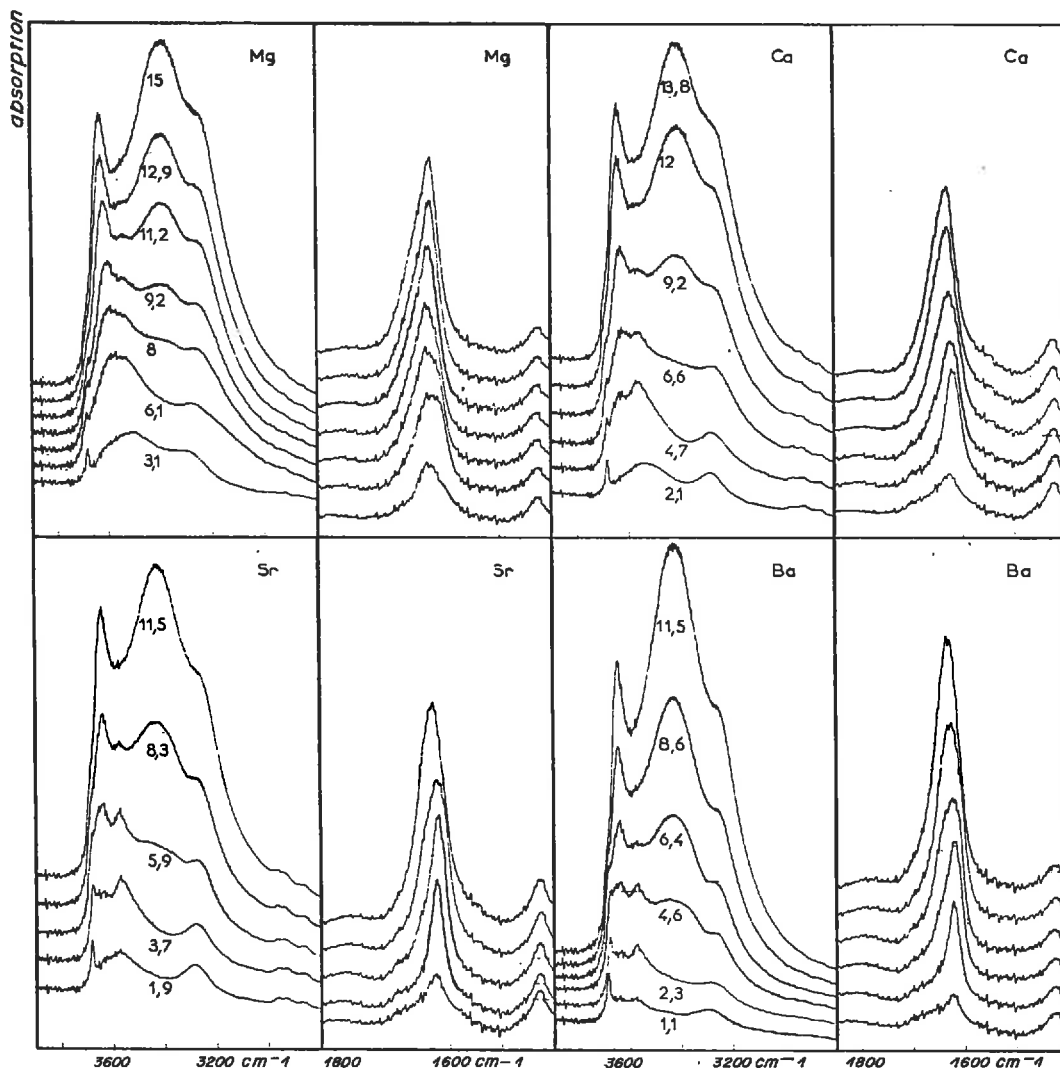 absorption
Mg
Mg
Ca
Ca
15
12,9
11,2
9,2
8
6,1
3,1
13,8
12
9,2
6,6
4,7
2,1
Sr
Sr
Ba
Ba
11,5
8,3
5,9
3,7
1,9
11,5
8,6
6,4
4,6
2,3
1,1
3600 3200 cm-1 1800 1600 cm-1 3600 3200 cm-1 1800 1600 cm-1